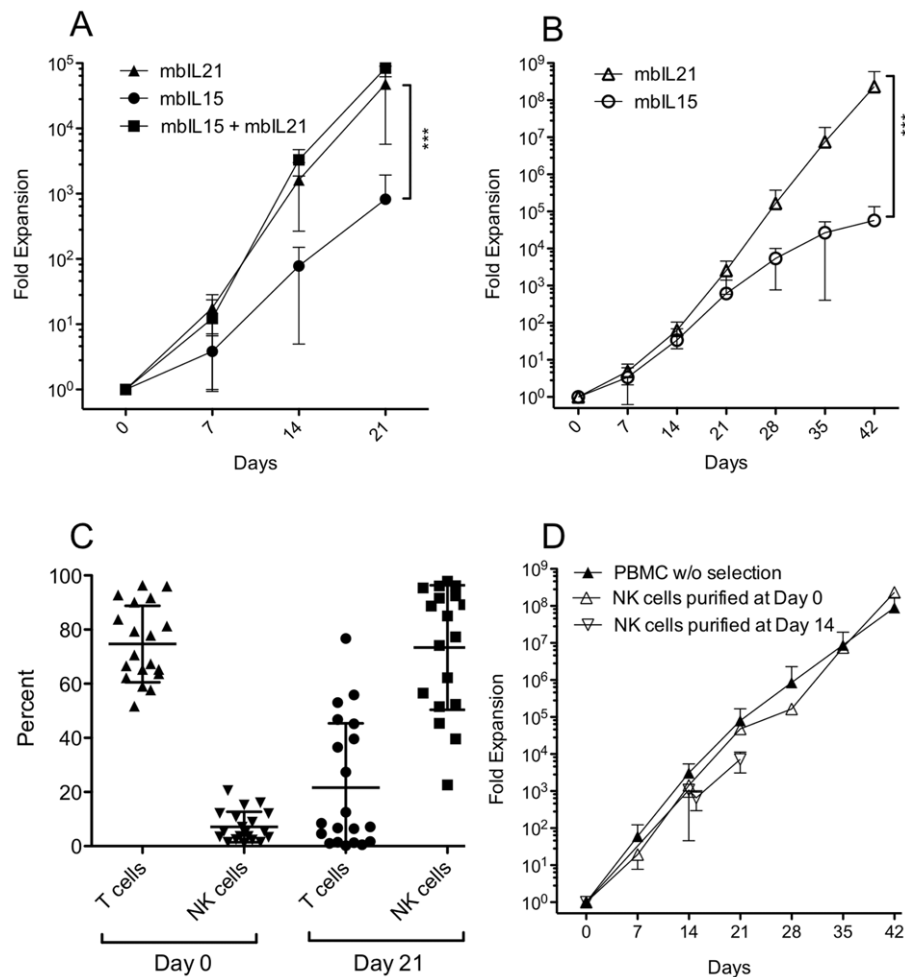 A
mbIL21
mbIL15
mbIL15 + mbIL21
10^5
10^4
10^3
10^2
10^1
10^0
Fold Expansion
***
0 7 14 21
Days
B
mbIL21
mbIL15
10^9
10^8
10^7
10^6
10^5
10^4
10^3
10^2
10^1
10^0
Fold Expansion
***
0 7 14 21 28 35 42
Days
C
100
80
60
40
20
0
Percent
T cells NK cells T cells NK cells
Day 0 Day 21
D
PBMC w/o selection
NK cells purified at Day 0
NK cells purified at Day 14
10^9
10^8
10^7
10^6
10^5
10^4
10^3
10^2
10^1
10^0
Fold Expansion
0 7 14 21 28 35 42
Days